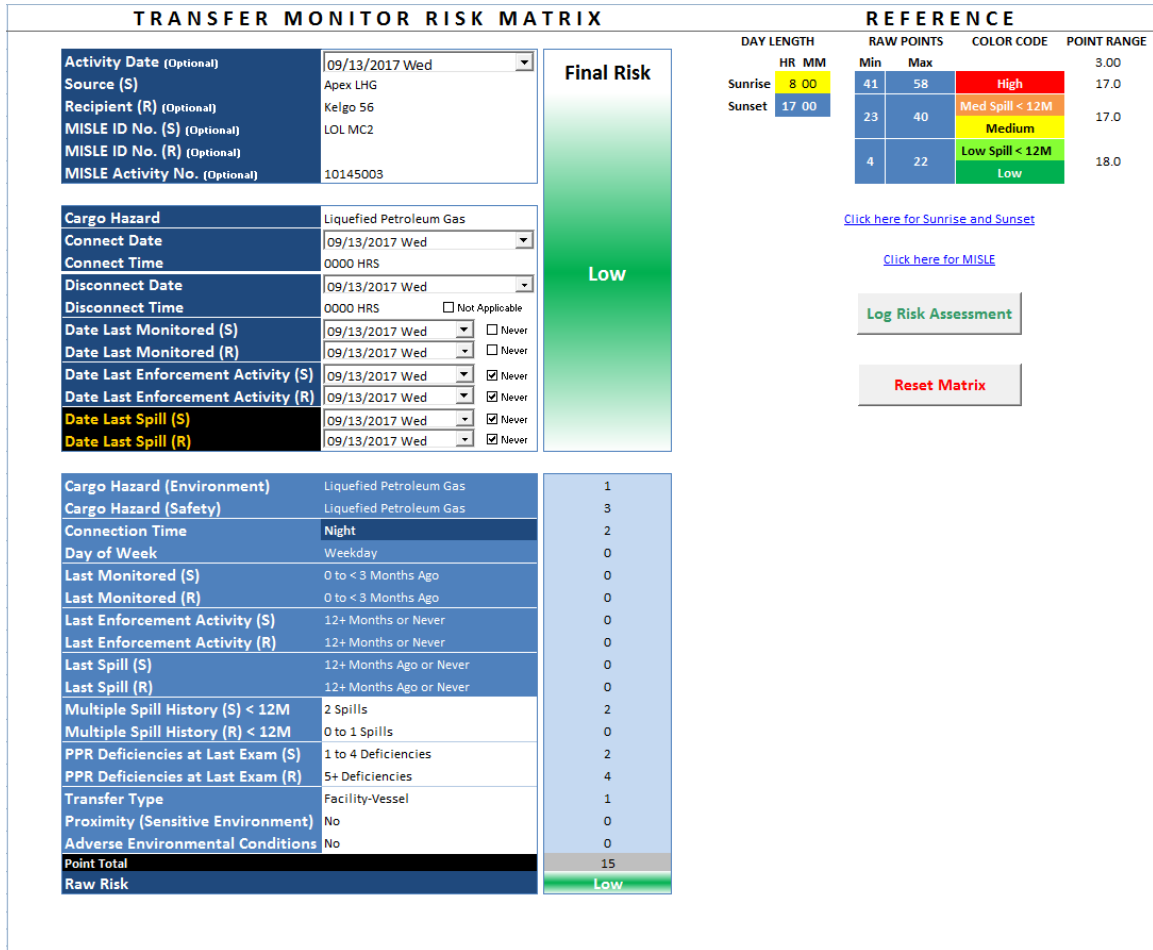 TRANSFER MONITOR RISK MATRIX
REFERENCE
Activity Date (Optional) 09/13/2017 Wed
Source (S) Apex LHG
Recipient (R) (Optional) Kelgo 56
MISLE ID No. (S) (Optional) LOL MC2
MISLE ID No. (R) (Optional)
MISLE Activity No. (Optional) 10145003
Final Risk
Low
Cargo Hazard Liquefied Petroleum Gas
Connect Date 09/13/2017 Wed
Connect Time 0000 HRS
Disconnect Date 09/13/2017 Wed
Disconnect Time 0000 HRS Not Applicable
Date Last Monitored (S) 09/13/2017 Wed Never
Date Last Monitored (R) 09/13/2017 Wed Never
Date Last Enforcement Activity (S) 09/13/2017 Wed Never
Date Last Enforcement Activity (R) 09/13/2017 Wed Never
Date Last Spill (S) 09/13/2017 Wed Never
Date Last Spill (R) 09/13/2017 Wed Never
Cargo Hazard (Environment) Liquefied Petroleum Gas 1
Cargo Hazard (Safety) Liquefied Petroleum Gas 3
Connection Time Night 2
Day of Week Weekday 0
Last Monitored (S) 0 to < 3 Months Ago 0
Last Monitored (R) 0 to < 3 Months Ago 0
Last Enforcement Activity (S) 12+ Months or Never 0
Last Enforcement Activity (R) 12+ Months or Never 0
Last Spill (S) 12+ Months Ago or Never 0
Last Spill (R) 12+ Months Ago or Never 0
Multiple Spill History (S) < 12M 2 Spills 2
Multiple Spill History (R) < 12M 0 to 1 Spills 0
PPR Deficiencies at Last Exam (S) 1 to 4 Deficiencies 2
PPR Deficiencies at Last Exam (R) 5+ Deficiencies 4
Transfer Type Facility-Vessel 1
Proximity (Sensitive Environment) No 0
Adverse Environmental Conditions No 0
Point Total 15
Raw Risk Low
DAY LENGTH RAW POINTS COLOR CODE POINT RANGE
HR MM Min Max 3.00
Sunrise 8 00 41 58 High 17.0
Sunset 17 00 23 40 Med Spill < 12M 17.0
Medium
4 22 Low Spill < 12M 18.0
Low
Click here for Sunrise and Sunset
Click here for MISLE
Log Risk Assessment
Reset Matrix